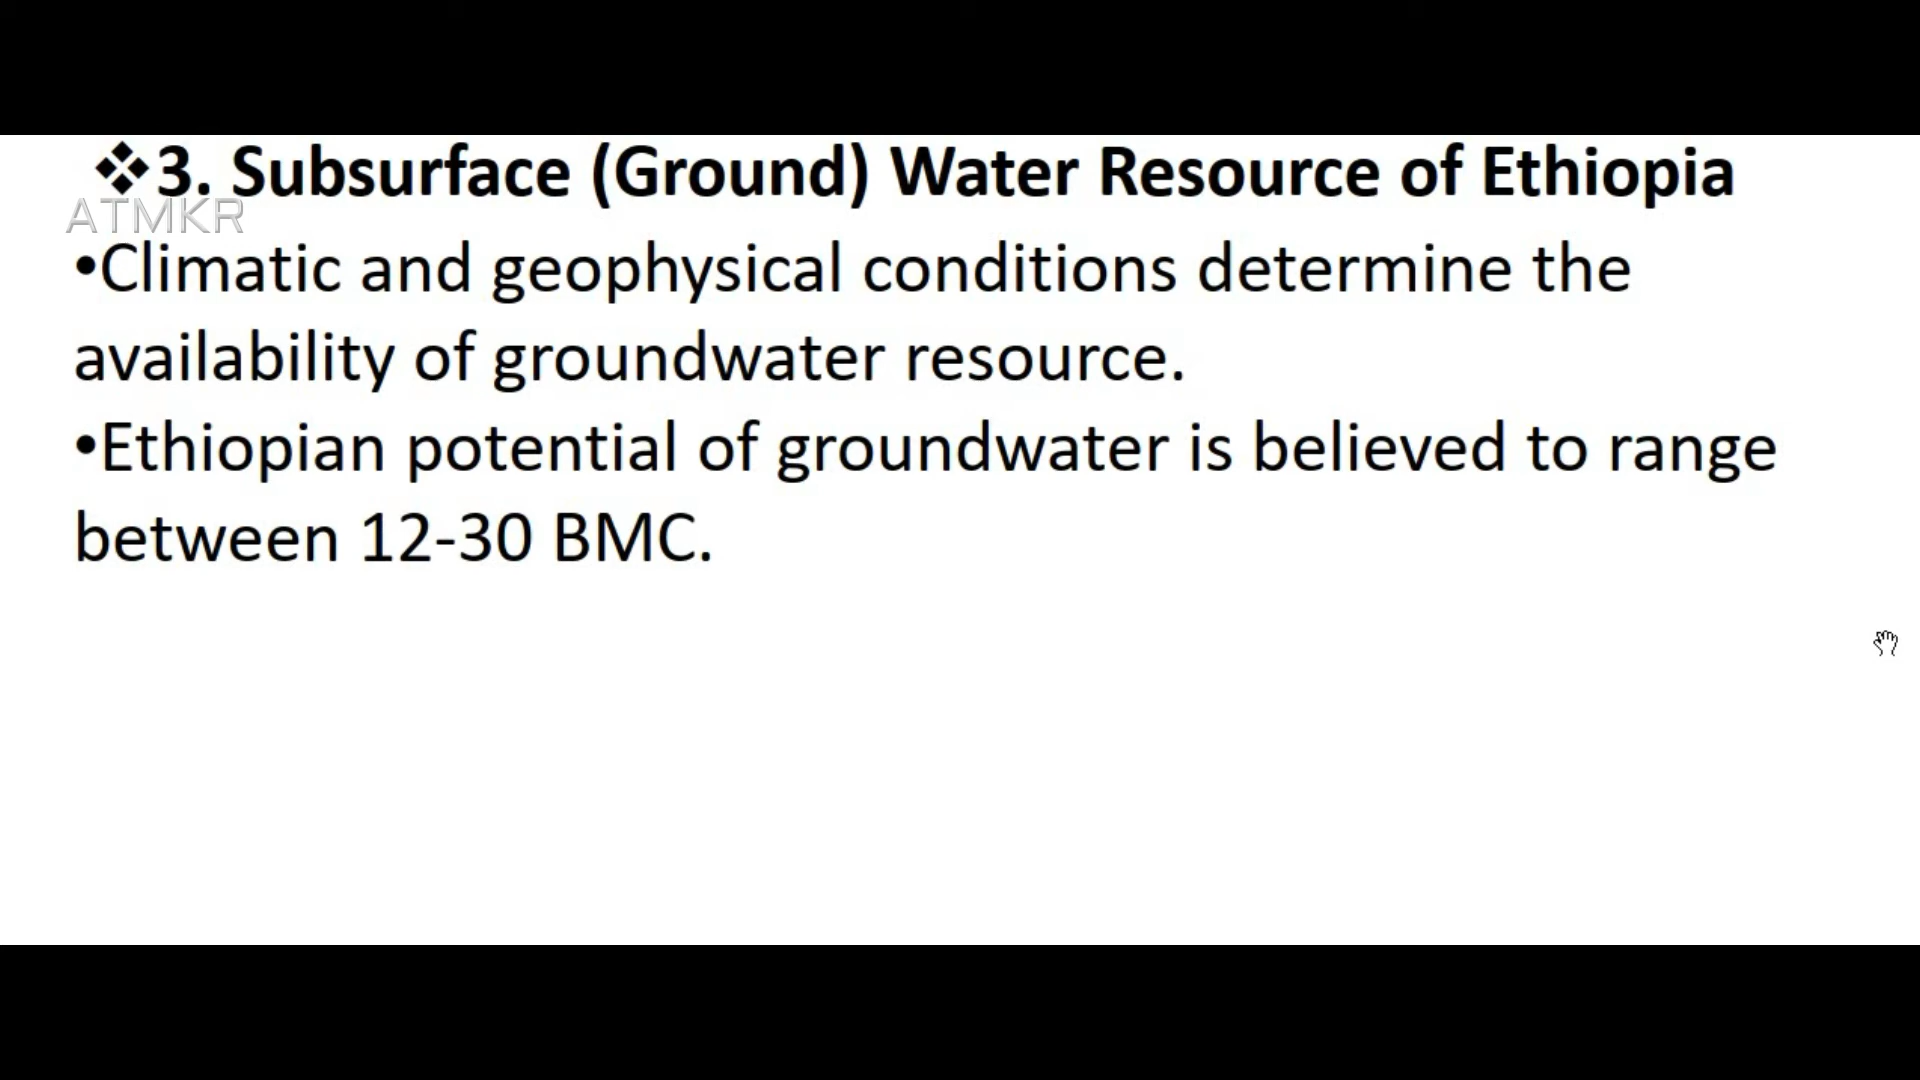 ❖3. Subsurface (Ground) Water Resource of Ethiopia
ATMKR
•Climatic and geophysical conditions determine the
availability of groundwater resource.
•Ethiopian potential of groundwater is believed to range
between 12-30 BMC.